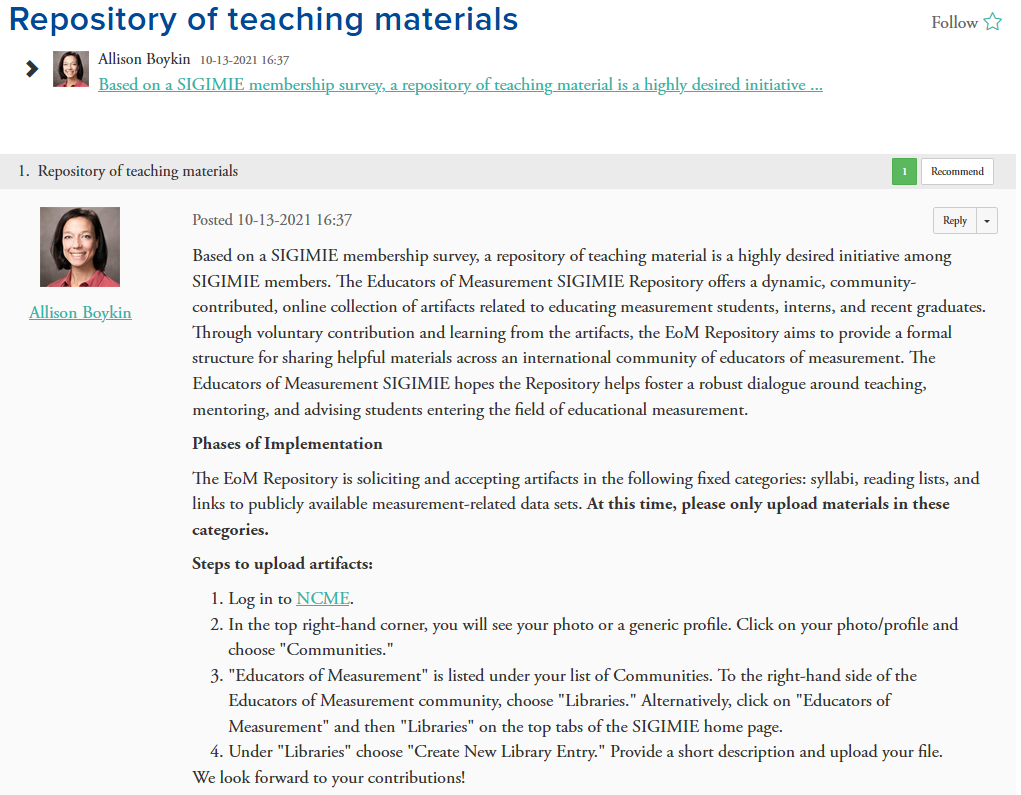 Repository of teaching materials
Follow
Allison Boykin 10-13-2021 16:37
Based on a SIGIMIE membership survey, a repository of teaching material is a highly desired initiative ...
1. Repository of teaching materials
1 Recommend
Posted 10-13-2021 16:37
Reply
Allison Boykin
Based on a SIGIMIE membership survey, a repository of teaching material is a highly desired initiative among
SIGIMIE members. The Educators of Measurement SIGIMIE Repository offers a dynamic, community-
contributed, online collection of artifacts related to educating measurement students, interns, and recent graduates.
Through voluntary contribution and learning from the artifacts, the EoM Repository aims to provide a formal
structure for sharing helpful materials across an international community of educators of measurement. The
Educators of Measurement SIGIMIE hopes the Repository helps foster a robust dialogue around teaching,
mentoring, and advising students entering the field of educational measurement.
Phases of Implementation
The EoM Repository is soliciting and accepting artifacts in the following fixed categories: syllabi, reading lists, and
links to publicly available measurement-related data sets. At this time, please only upload materials in these
categories.
Steps to upload artifacts:
1. Log in to NCME.
2. In the top right-hand corner, you will see your photo or a generic profile. Click on your photo/profile and
choose "Communities."
3. "Educators of Measurement" is listed under your list of Communities. To the right-hand side of the
Educators of Measurement community, choose "Libraries." Alternatively, click on "Educators of
Measurement" and then "Libraries" on the top tabs of the SIGIMIE home page.
4. Under "Libraries" choose "Create New Library Entry." Provide a short description and upload your file.
We look forward to your contributions!